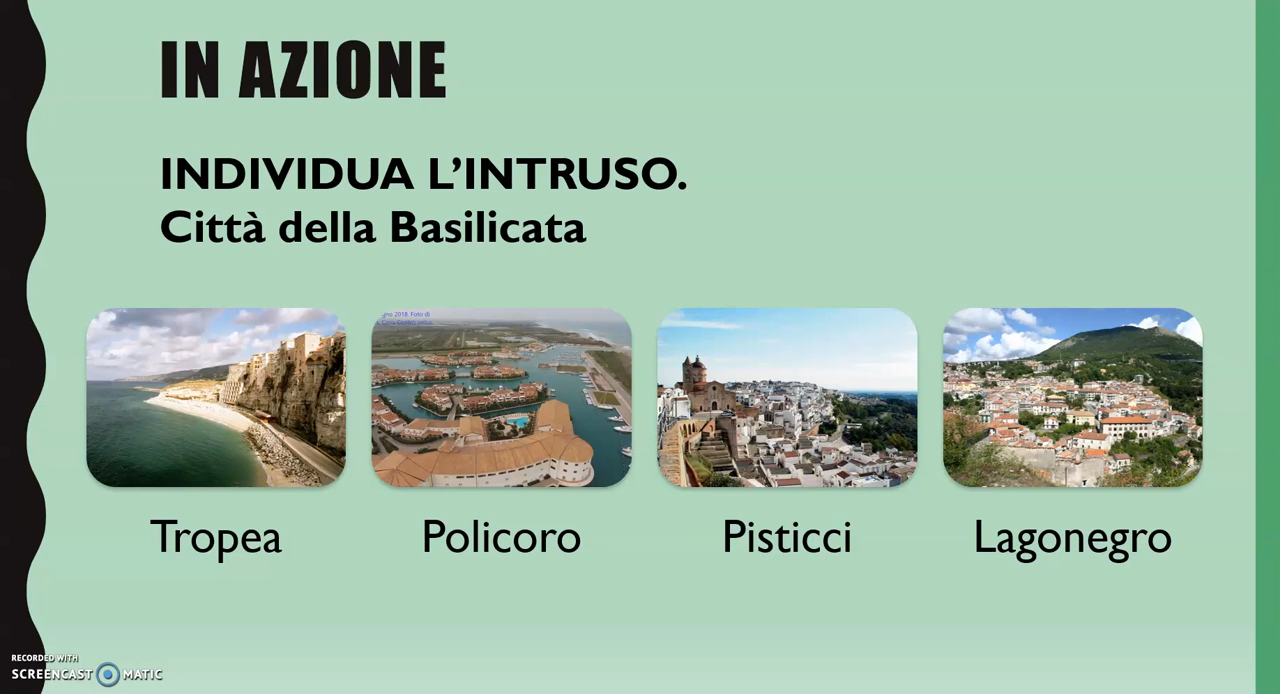 IN AZIONE
INDIVIDUA L’INTRUSO.
Città della Basilicata
Tropea
Policoro
Pisticci
Lagonegro
RECORDED WITH
SCREENCAST MATIC